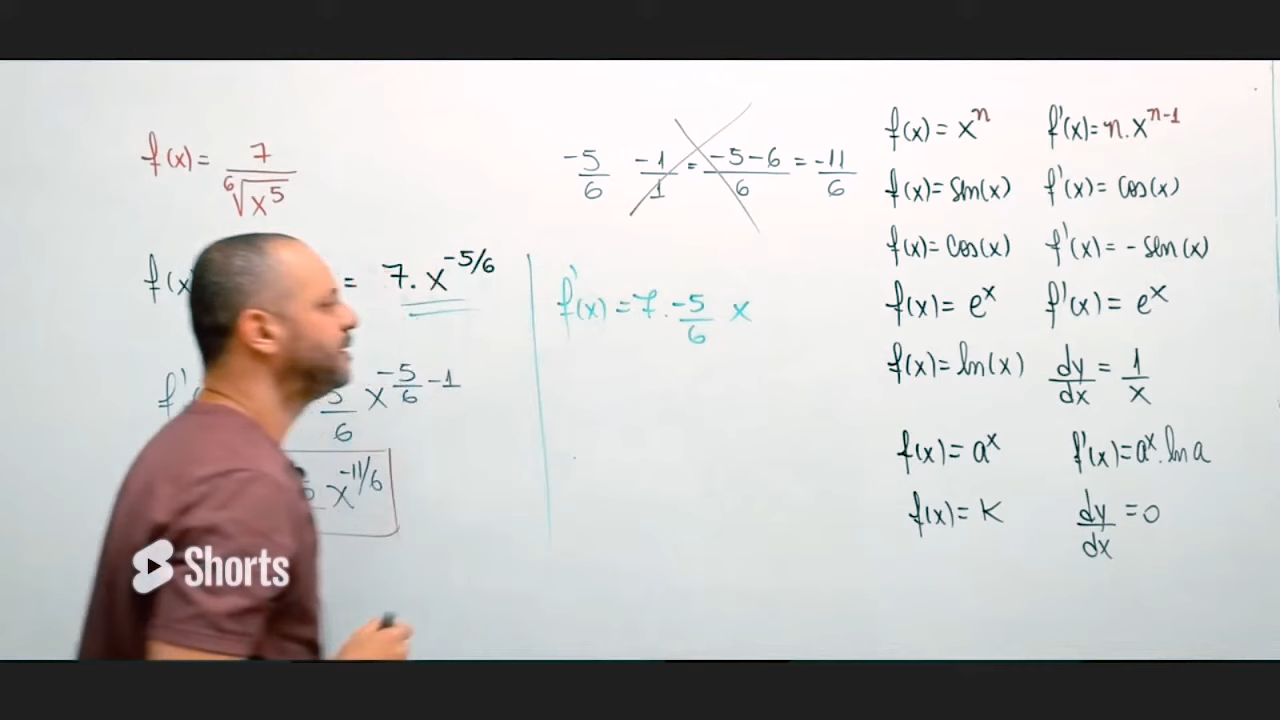 f(x) = 7/⁶√x⁵
f(x = 7.x^-5/6
f' 5/6 x^-5/6-1
x^-11/6
-5/6 -1/1 = -5-6/6 = -11/6
f'(x) = 7.-5/6 x
f(x) = x^n f'(x) = n.x^n-1
f(x) = Sen(x) f'(x) = Cos(x)
f(x) = Cos(x) f'(x) = -Sen(x)
f(x) = e^x f'(x) = e^x
f(x) = ln(x) dy/dx = 1/x
f(x) = a^x f'(x) = a^x.ln a
f(x) = K dy/dx = 0
Shorts